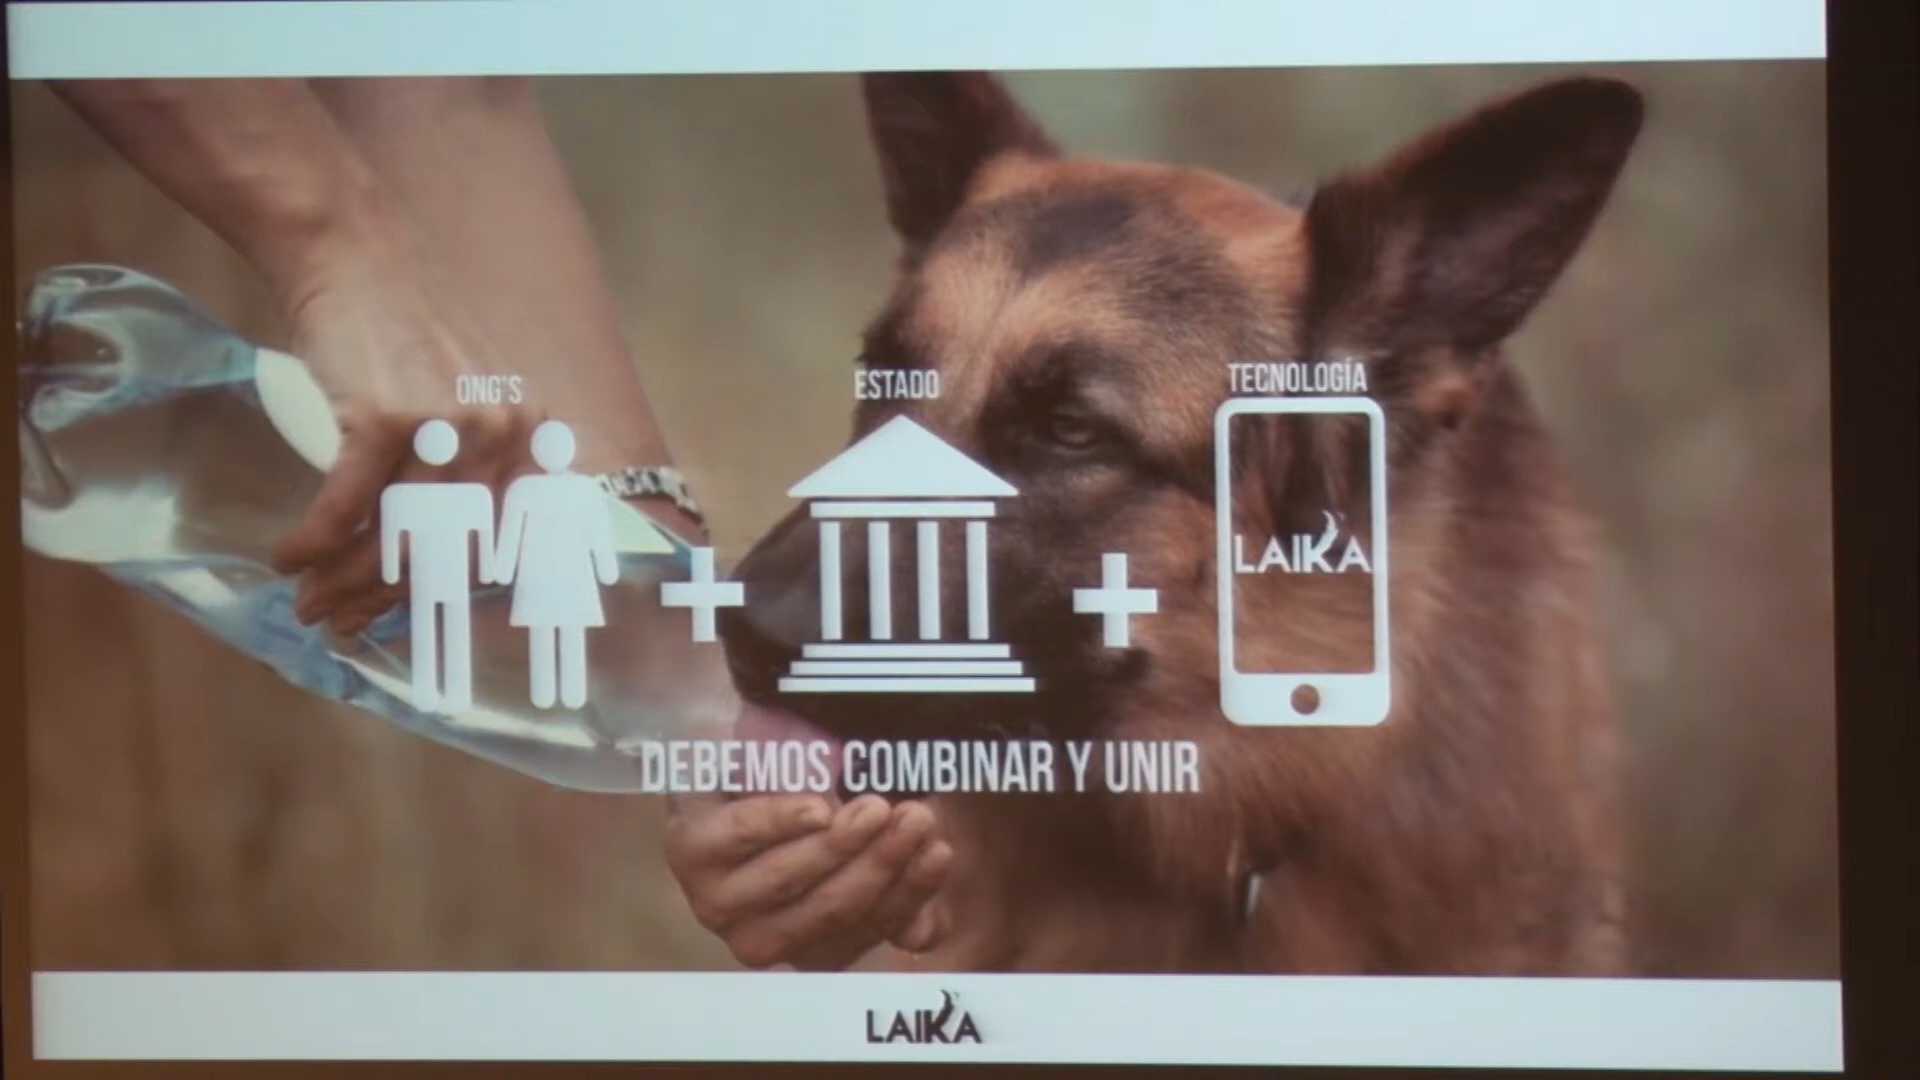 ONG'S
ESTADO
TECNOLOGÍA
LAIKA
DEBEMOS COMBINAR Y UNIR
LAIKA